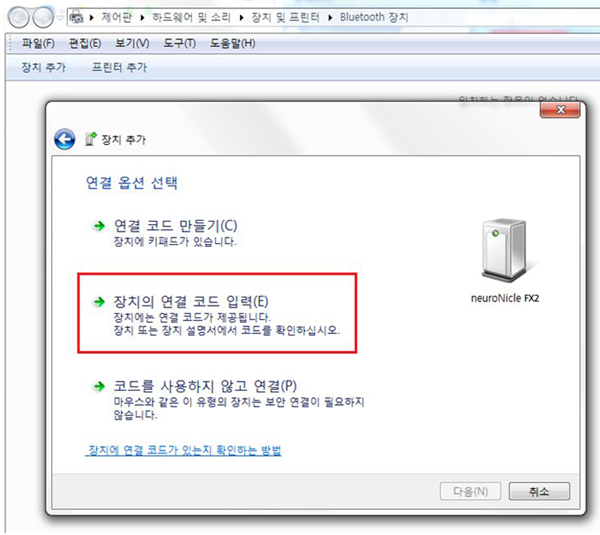 제어판 ▸ 하드웨어 및 소리 ▸ 장치 및 프린터 ▸ Bluetooth 장치
파일(F) 편집(E) 보기(V) 도구(T) 도움말(H)
장치 추가 프린터 추가
장치 추가
연결 옵션 선택
연결 코드 만들기(C)
장치에 키패드가 있습니다.
장치의 연결 코드 입력(E)
장치에는 연결 코드가 제공됩니다.
장치 또는 장치 설명서에서 코드를 확인하십시오.
neuroNicle FX2
코드를 사용하지 않고 연결(P)
마우스와 같은 이 유형의 장치는 보안 연결이 필요하지
않습니다.
장치에 연결 코드가 있는지 확인하는 방법
다음(N) 취소